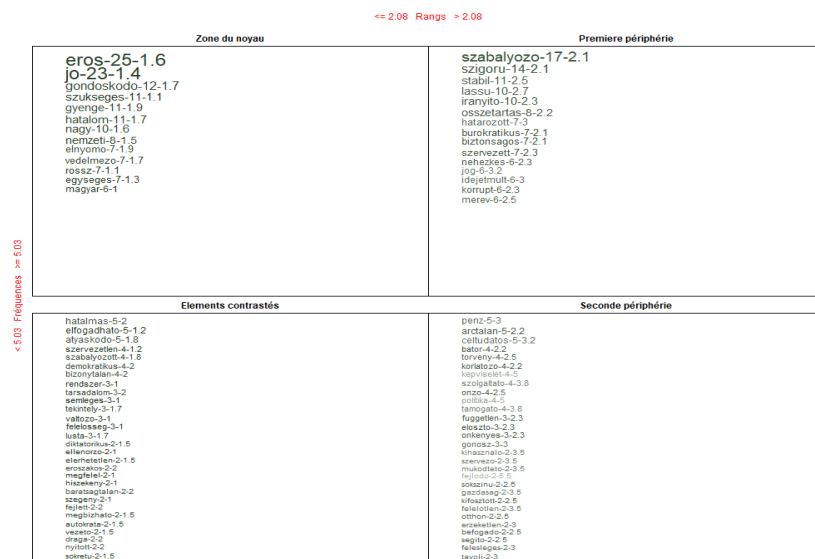 <= 2.08 Rangs > 2.08
Zone du noyau
eros-25-1.6
jo-23-1.4
gondoskodo-12-1.7
szukseges-11-1.1
gyenge-11-1.9
hatalom-11-1.7
nagy-10-1.6
nemzeti-8-1.5
elnyomo-7-1.9
vedelmezo-7-1.7
rossz-7-1.1
egyseges-7-1.3
magyar-6-1
Premiere périphérie
szabalyozo-17-2.1
szigoru-14-2.1
stabil-11-2.5
lassu-10-2.7
iranyito-10-2.3
osszetartas-8-2.2
hatarozott-7-3
burokratikus-7-2.1
biztonsagos-7-2.1
szervezett-7-2.3
nehezkes-6-2.3
jog-6-3.2
idejetmult-6-3
korrupt-6-2.3
merev-6-2.5
< 5.03 Fréquences >= 5.03
Elements contrastés
hatalmas-5-2
elfogadhato-5-1.2
atyaskodo-5-1.8
szervezetlen-4-1.2
szabalyozott-4-1.8
demokratikus-4-2
bizonytalan-4-2
rendszer-3-1
tarsadalom-3-2
semleges-3-1
tekintely-3-1.7
valtozo-3-1
felelosseg-3-1
lusta-3-1.7
diktatorikus-2-1.5
ellenorzo-2-1
elerhetetlen-2-1.5
eroszakos-2-2
megfelel-2-1
hiszekeny-2-1
baratsagtalan-2-2
szegeny-2-1
fejlett-2-2
megbizhato-2-1.5
autokrata-2-1.5
vezeto-2-1.5
draga-2-2
nyitott-2-2
sokretu-2-1.5
Seconde périphérie
penz-5-3
arctalan-5-2.2
celtudatos-5-3.2
bator-4-2.2
torveny-4-2.5
korlatozo-4-2.2
kepviselet-4-5
szolgaltato-4-3.8
onzo-4-2.5
politika-4-5
tamogato-4-3.8
fuggetlen-3-2.3
eloszto-3-2.3
onkenyes-3-2.3
gonosz-3-3
kihasznalo-2-3.5
szervezo-2-3.5
mukodteto-2-3.5
fejlodo-2-5.5
sokszinu-2-2.5
gazdasag-2-3.5
kifosztott-2-2.5
felelotlen-2-3.5
otthon-2-2.5
erzeketlen-2-3
befogado-2-2.5
segito-2-2.5
felesleges-2-3
tavoli-2-3